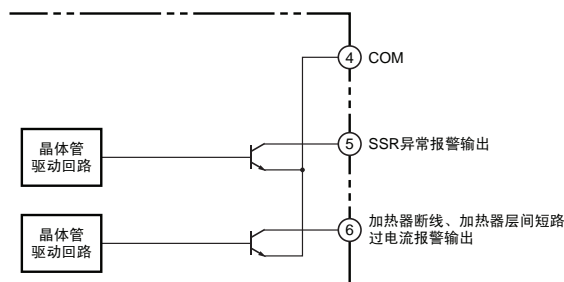 ④ COM
晶体管
驱动回路
⑤ SSR异常报警输出
晶体管
驱动回路
⑥ 加热器断线、加热器层间短路
过电流报警输出